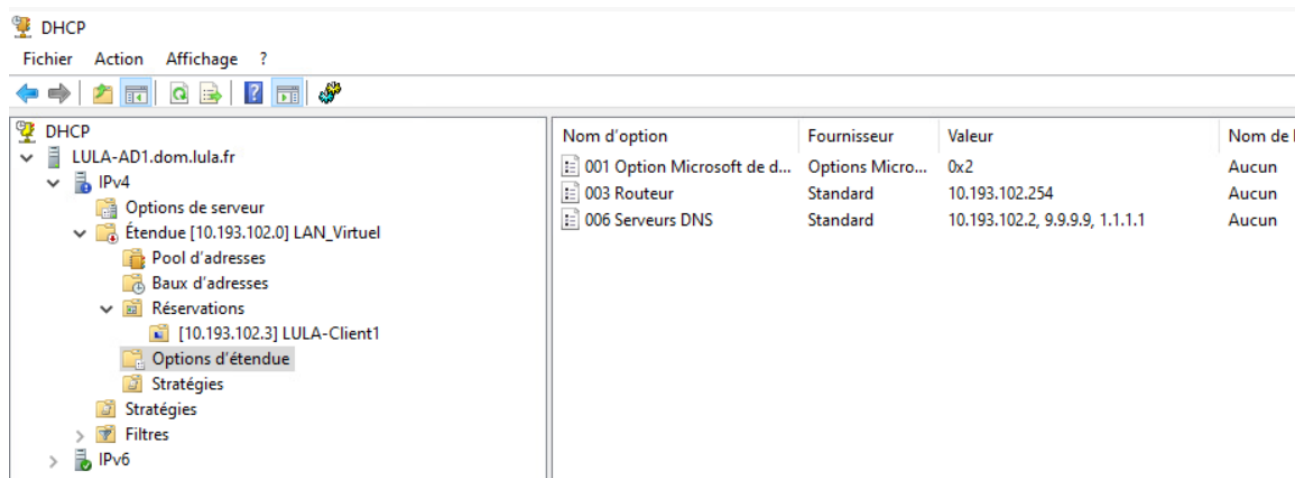 DHCP
Fichier Action Affichage ?
DHCP
LULA-AD1.dom.lula.fr
IPv4
Options de serveur
Étendue [10.193.102.0] LAN_Virtuel
Pool d'adresses
Baux d'adresses
Réservations
[10.193.102.3] LULA-Client1
Options d'étendue
Stratégies
Stratégies
Filtres
IPv6
Nom d'option Fournisseur Valeur Nom de l
001 Option Microsoft de d... Options Micro... 0x2 Aucun
003 Routeur Standard 10.193.102.254 Aucun
006 Serveurs DNS Standard 10.193.102.2, 9.9.9.9, 1.1.1.1 Aucun